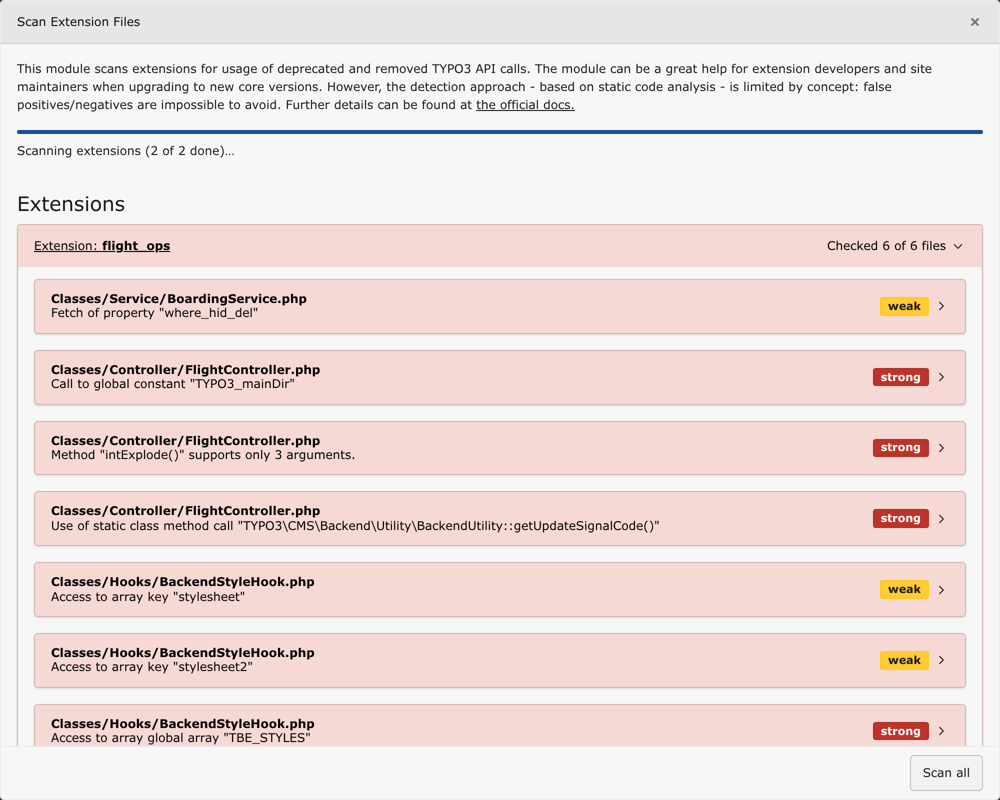 Scan Extension Files
This module scans extensions for usage of deprecated and removed TYPO3 API calls. The module can be a great help for extension developers and site
maintainers when upgrading to new core versions. However, the detection approach - based on static code analysis - is limited by concept: false
positives/negatives are impossible to avoid. Further details can be found at the official docs.
Scanning extensions (2 of 2 done)...
Extensions
Extension: flight_ops Checked 6 of 6 files
Classes/Service/BoardingService.php
Fetch of property "where_hid_del"
weak
Classes/Controller/FlightController.php
Call to global constant "TYPO3_mainDir"
strong
Classes/Controller/FlightController.php
Method "intExplode()" supports only 3 arguments.
strong
Classes/Controller/FlightController.php
Use of static class method call "TYPO3\CMS\Backend\Utility\BackendUtility::getUpdateSignalCode()"
strong
Classes/Hooks/BackendStyleHook.php
Access to array key "stylesheet"
weak
Classes/Hooks/BackendStyleHook.php
Access to array key "stylesheet2"
weak
Classes/Hooks/BackendStyleHook.php
Access to array global array "TBE_STYLES"
strong
Scan all